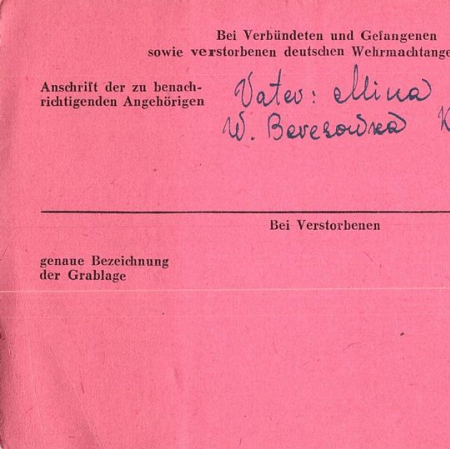 Bei Verbündeten und Gefangenen
sowie verstorbenen deutschen Wehrmachtange
Anschrift der zu benach-
richtigenden Angehörigen
Vater: Mina
W. Beresowka K
Bei Verstorbenen
genaue Bezeichnung
der Grablage